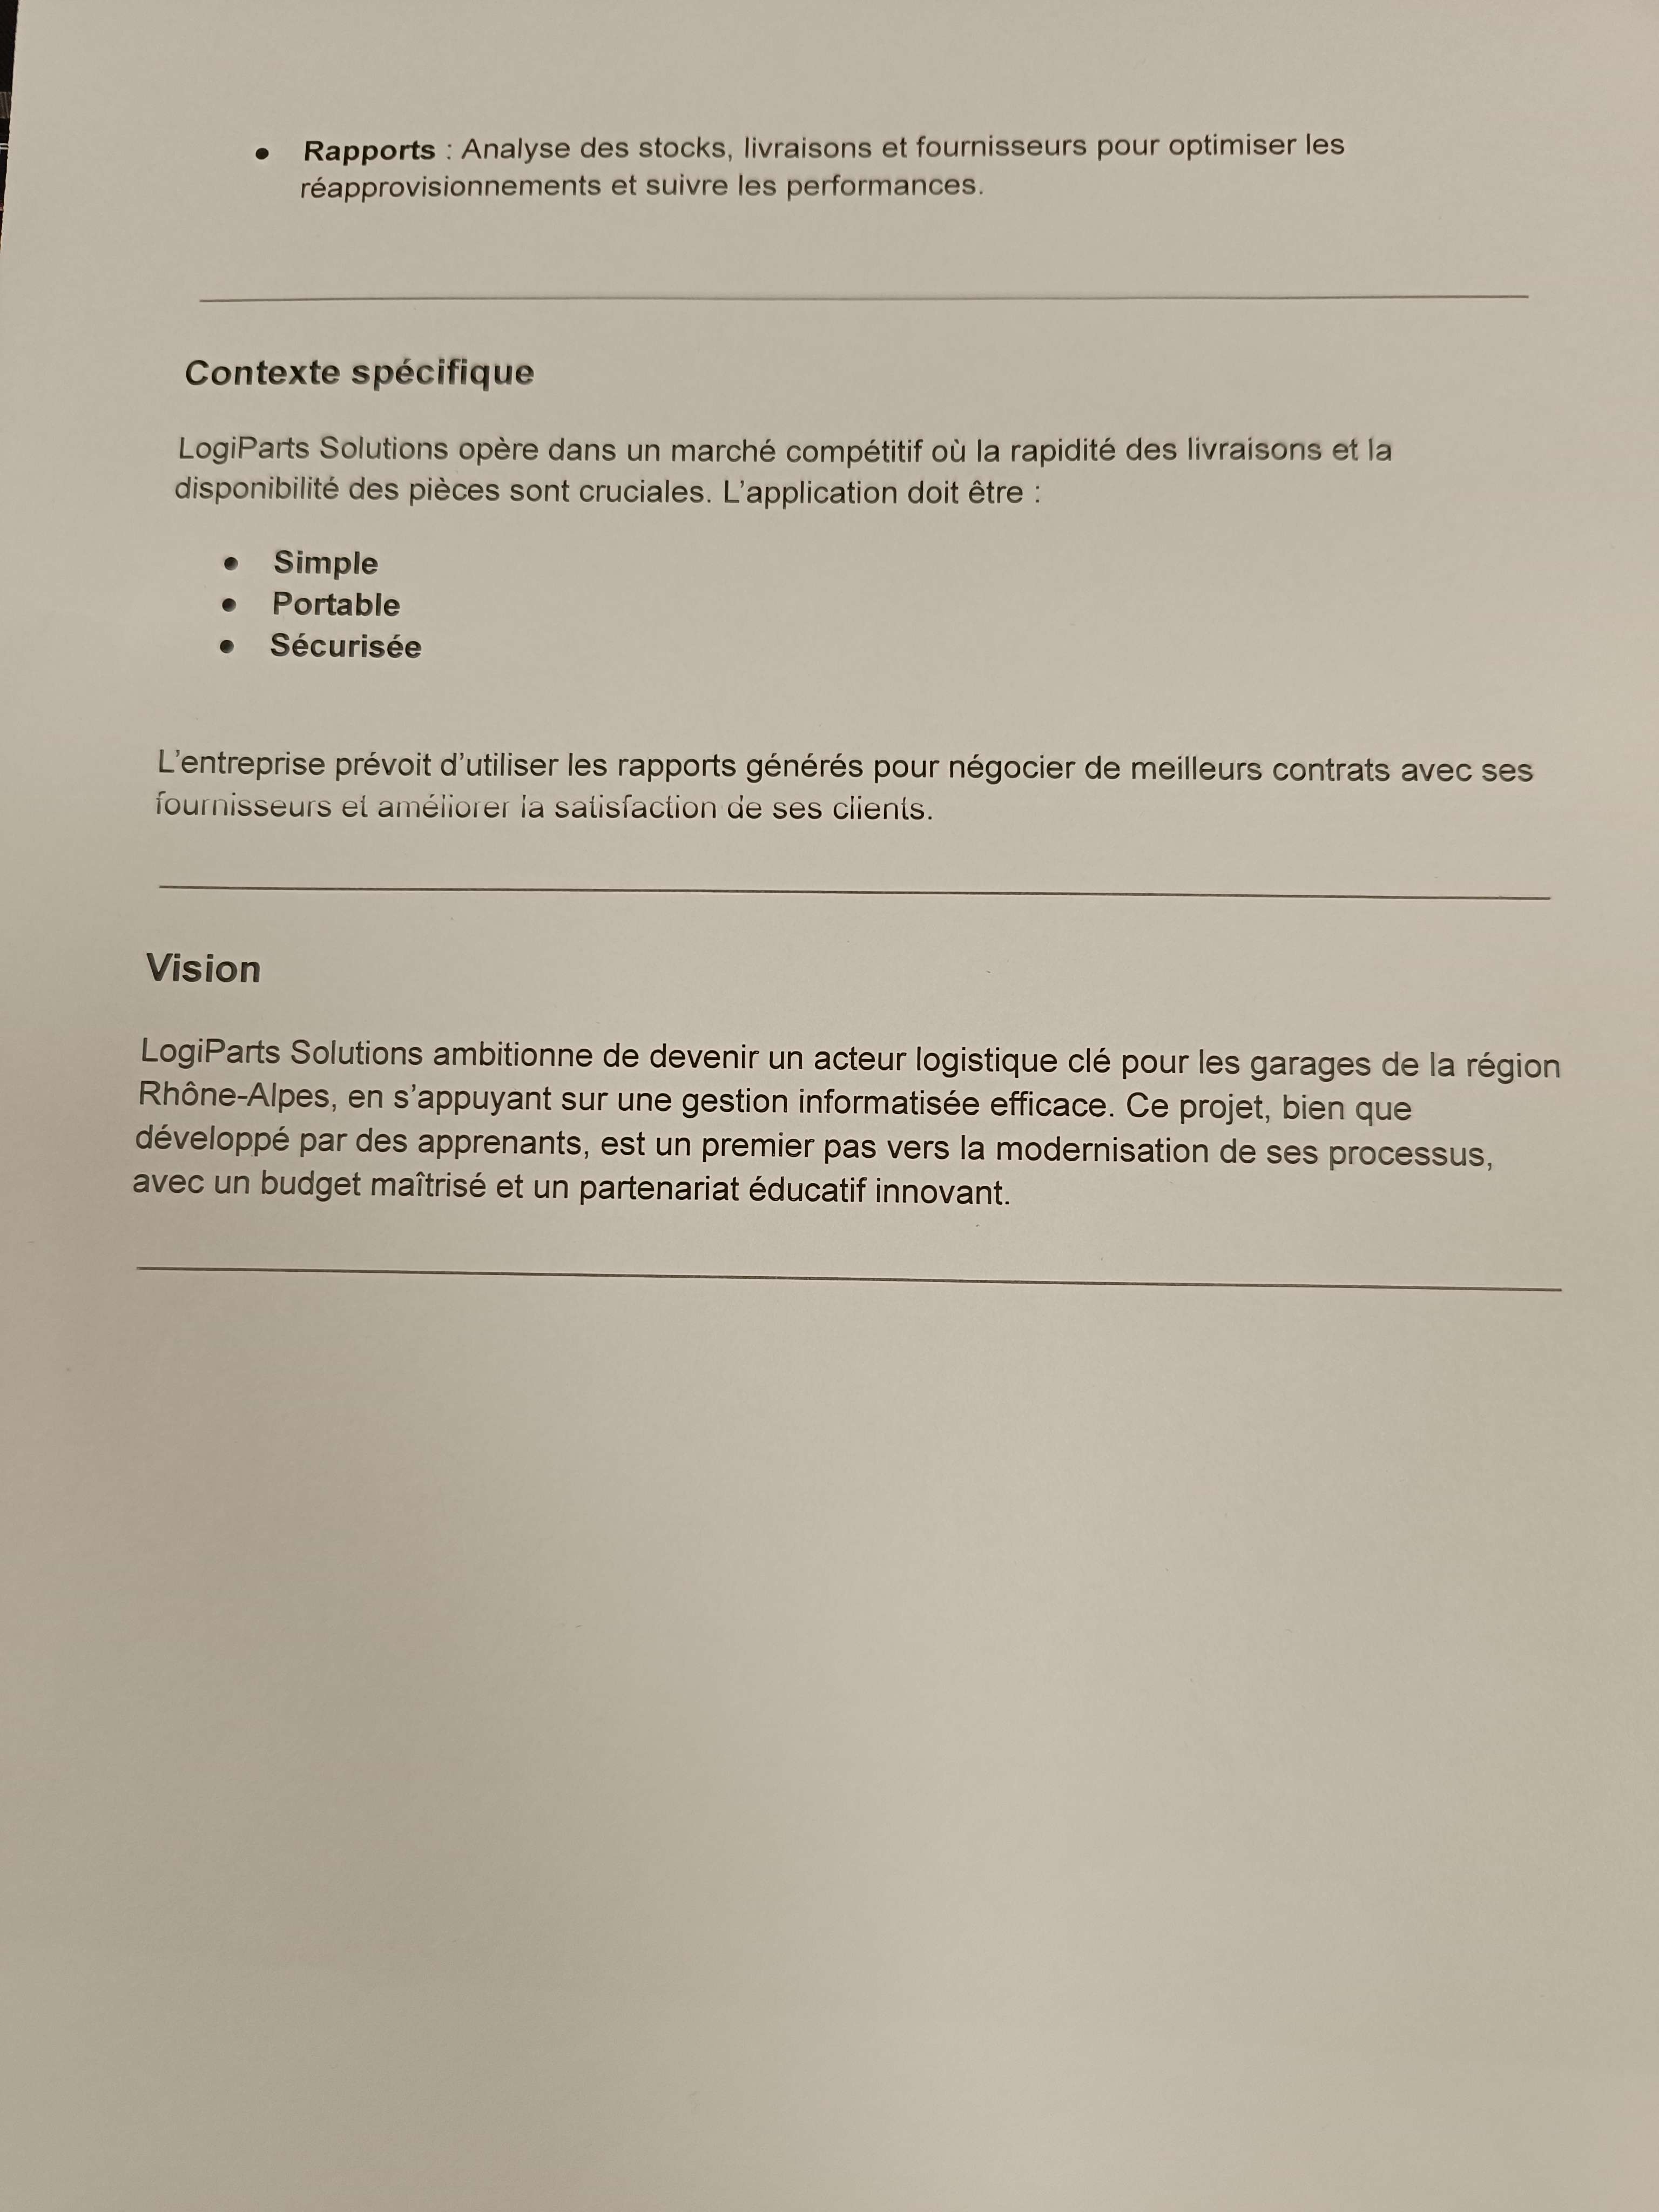 • Rapports : Analyse des stocks, livraisons et fournisseurs pour optimiser les
réapprovisionnements et suivre les performances.
Contexte spécifique
LogiParts Solutions opère dans un marché compétitif où la rapidité des livraisons et la
disponibilité des pièces sont cruciales. L’application doit être :
• Simple
• Portable
• Sécurisée
L’entreprise prévoit d’utiliser les rapports générés pour négocier de meilleurs contrats avec ses
fournisseurs et améliorer la satisfaction de ses clients.
Vision
LogiParts Solutions ambitionne de devenir un acteur logistique clé pour les garages de la région
Rhône-Alpes, en s’appuyant sur une gestion informatisée efficace. Ce projet, bien que
développé par des apprenants, est un premier pas vers la modernisation de ses processus,
avec un budget maîtrisé et un partenariat éducatif innovant.